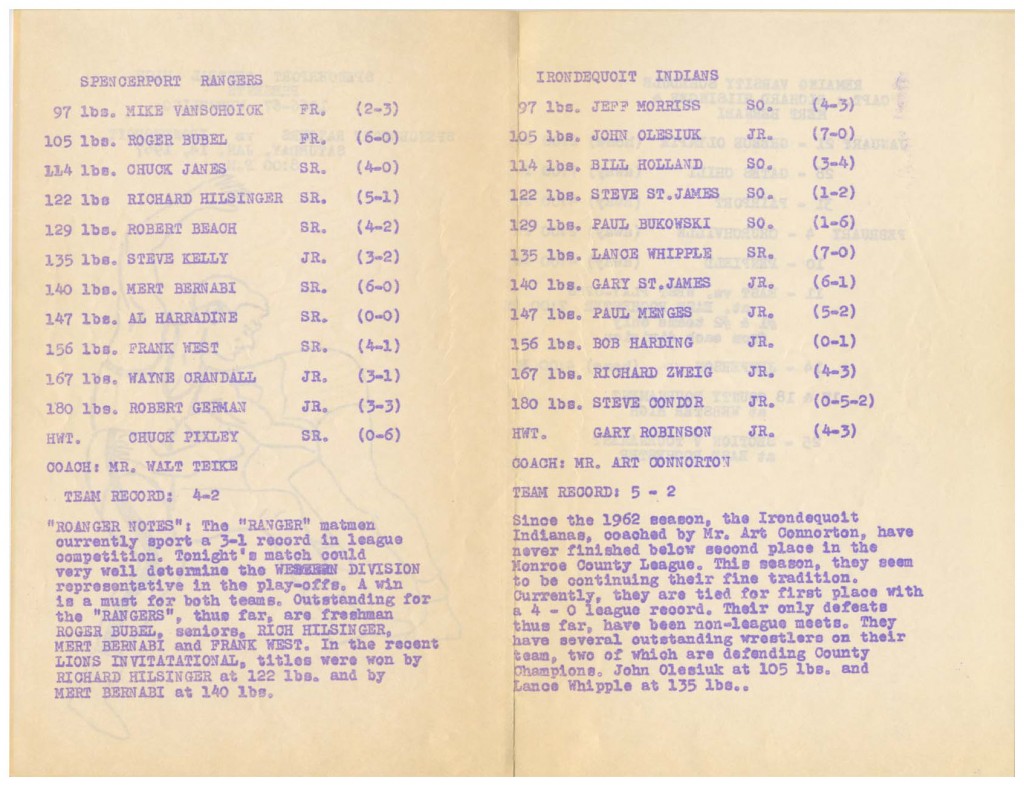 SPENCERPORT RANGERS
97 lbs. MIKE VANSCHOICK FR. (2-3)
105 lbs. ROGER BUBEL FR. (6-0)
114 lbs. CHUCK JANES SR. (4-0)
122 lbs RICHARD HILSINGER SR. (5-1)
129 lbs. ROBERT BEACH SR. (4-2)
135 lbs. STEVE KELLY JR. (3-2)
140 lbs. MERT BERNABI SR. (6-0)
147 lbs. AL HARRADINE SR. (0-0)
156 lbs. FRANK WEST SR. (4-1)
167 lbs. WAYNE CRANDALL JR. (3-1)
180 lbs. ROBERT GERMAN JR. (3-3)
HWT. CHUCK PIXLEY SR. (0-6)
COACH: MR. WALT TEIKE
TEAM RECORD: 4-2
"ROANGER NOTES": The "RANGER" matmen
currently sport a 3-1 record in league
competition. Tonight's match could
very well determine the WESTERN DIVISION
representative in the play-offs. A win
is a must for both teams. Outstanding for
the "RANGERS", thus far, are freshman
ROGER BUBEL, seniors, RICH HILSINGER,
MERT BERNABI and FRANK WEST. In the recent
LIONS INVITATATIONAL, titles were won by
RICHARD HILSINGER at 122 lbs. and by
MERT BERNABI at 140 lbs.
IRONDEQUOIT INDIANS
97 lbs. JEFF MORRISS SO. (4-3)
105 lbs. JOHN OLESIUK JR. (7-0)
114 lbs. BILL HOLLAND SO. (3-4)
122 lbs. STEVE ST.JAMES SO. (1-2)
129 lbs. PAUL BUKOWSKI SO. (1-6)
135 lbs. LANCE WHIPPLE SR. (7-0)
140 lbs. GARY ST.JAMES JR. (6-1)
147 lbs. PAUL MENGES JR. (5-2)
156 lbs. BOB HARDING JR. (0-1)
167 lbs. RICHARD ZWEIG JR. (4-3)
180 lbs. STEVE CONDOR JR. (0-5-2)
HWT. GARY ROBINSON JR. (4-3)
COACH: MR. ART CONNORTON
TEAM RECORD: 5 - 2
Since the 1962 season, the Irondequoit
Indianas, coached by Mr. Art Connorton, have
never finished below second place in the
Monroe County League. This season, they seem
to be continuing their fine tradition.
Currently, they are tied for first place with
a 4 - 0 league record. Their only defeats
thus far, have been non-league meets. They
have several outstanding wrestlers on their
team, two of which are defending County
Champions. John Olesiuk at 105 lbs. and
Lance Whipple at 135 lbs..